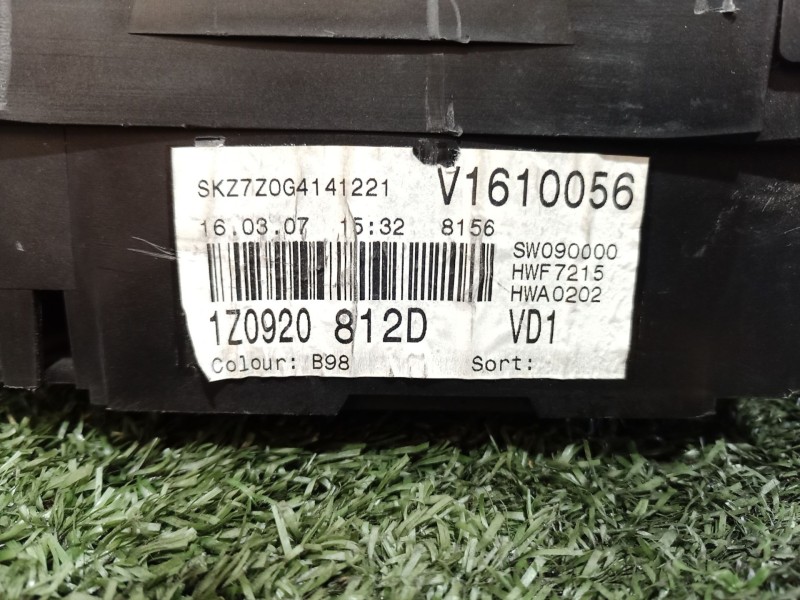 SKZ7Z0G4141221 V1610056
16.03.07 15:32 8156
SW090000
HWF7215
HWA0202
1Z0920 812D VD1
Colour: B98 Sort: